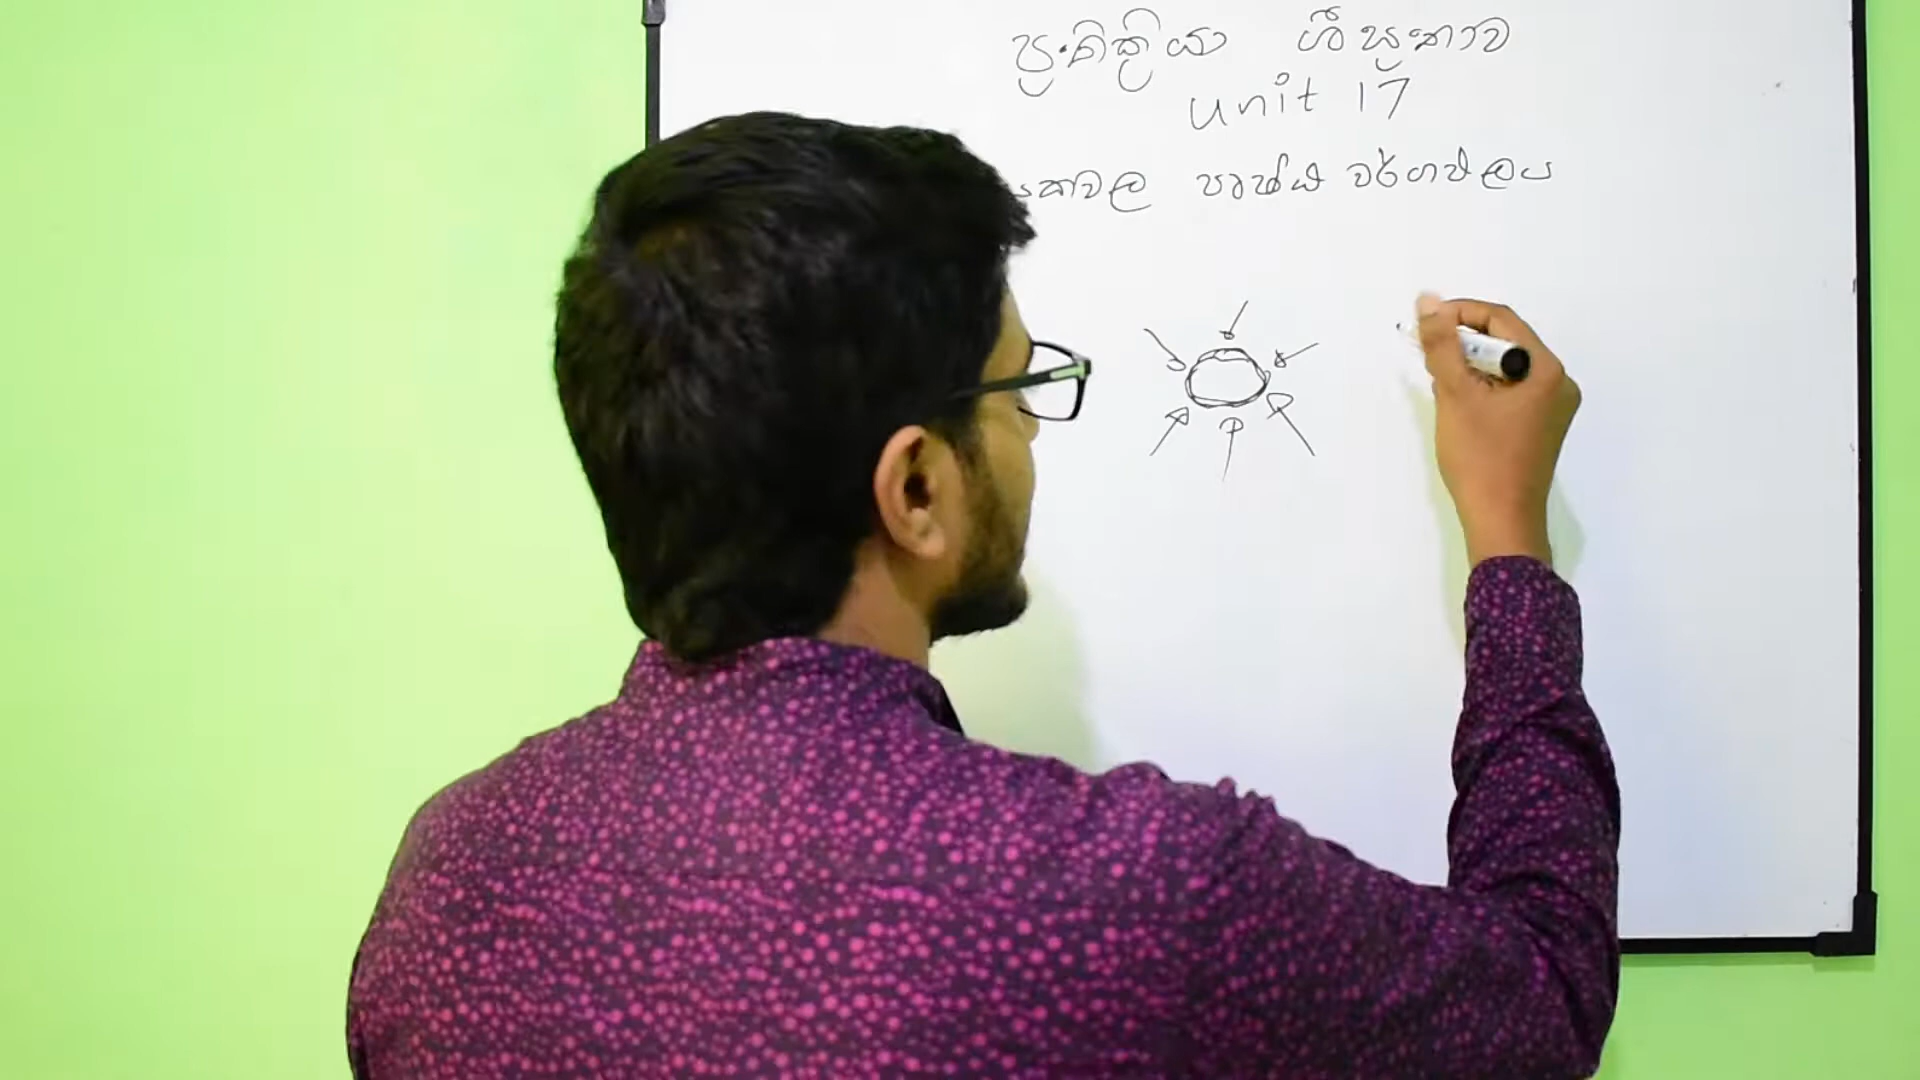 ප්‍රතික්‍රියා ශීඝ්‍රතාව
unit 17
පෘෂ්ඨ වර්ගඵලය